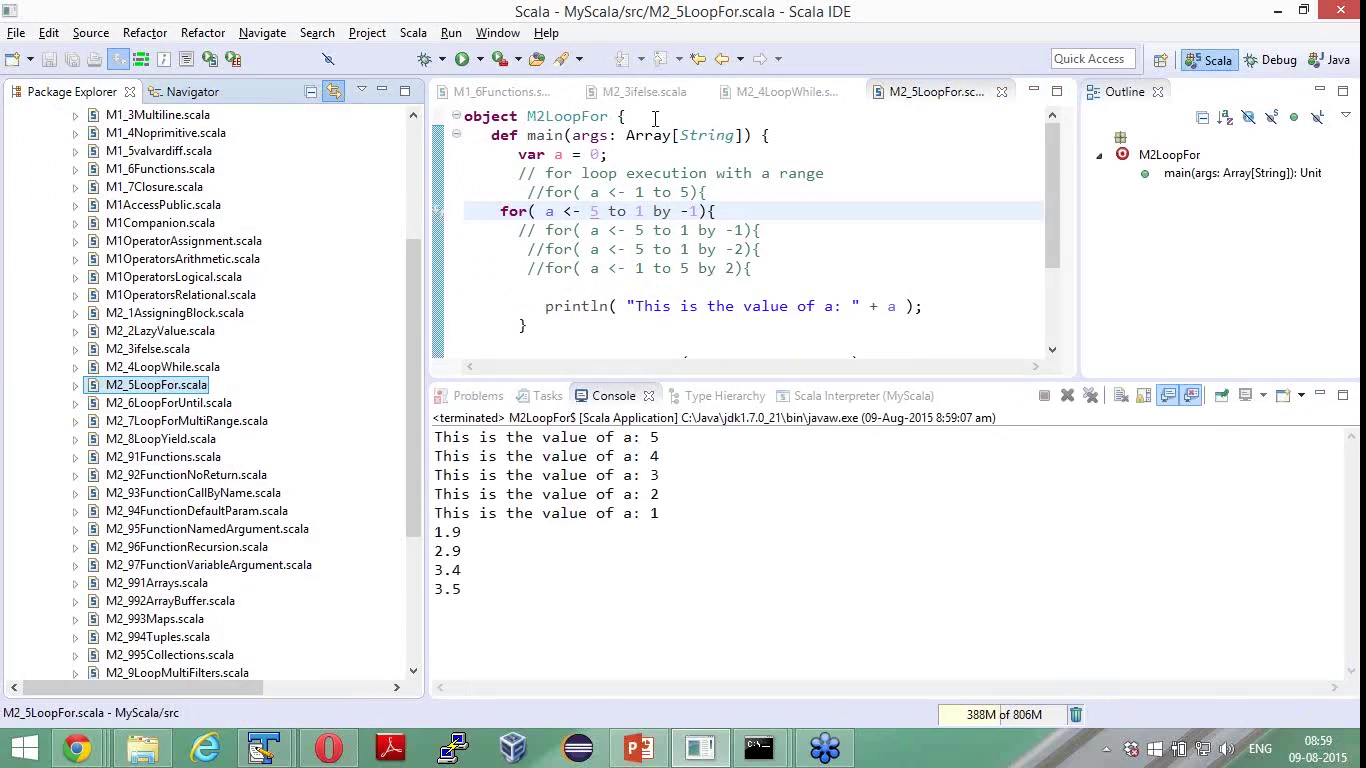 Scala - MyScala/src/M2_5LoopFor.scala - Scala IDE
File Edit Source Refactor Refactor Navigate Search Project Scala Run Window Help
Quick Access Scala Debug Java
Package Explorer Navigator
M1_3Multiline.scala
M1_4Noprimitive.scala
M1_5valvardiff.scala
M1_6Functions.scala
M1_7Closure.scala
M1AccessPublic.scala
M1Companion.scala
M1OperatorAssignment.scala
M1OperatorsArithmetic.scala
M1OperatorsLogical.scala
M1OperatorsRelational.scala
M2_1AssigningBlock.scala
M2_2LazyValue.scala
M2_3ifelse.scala
M2_4LoopWhile.scala
M2_5LoopFor.scala
M2_6LoopForUntil.scala
M2_7LoopForMultiRange.scala
M2_8LoopYield.scala
M2_91Functions.scala
M2_92FunctionNoReturn.scala
M2_93FunctionCallByName.scala
M2_94FunctionDefaultParam.scala
M2_95FunctionNamedArgument.scala
M2_96FunctionRecursion.scala
M2_97FunctionVariableArgument.scala
M2_991Arrays.scala
M2_992ArrayBuffer.scala
M2_993Maps.scala
M2_994Tuples.scala
M2_995Collections.scala
M2_9LoopMultiFilters.scala
M1_6Functions.s... M2_3ifelse.scala M2_4LoopWhile.s... M2_5LoopFor.sc...
object M2LoopFor {
def main(args: Array[String]) {
var a = 0;
// for loop execution with a range
//for( a <- 1 to 5){
for( a <- 5 to 1 by -1){
// for( a <- 5 to 1 by -1){
//for( a <- 5 to 1 by -2){
//for( a <- 1 to 5 by 2){
println( "This is the value of a: " + a );
}
Outline
M2LoopFor
main(args: Array[String]): Unit
Problems Tasks Console Type Hierarchy Scala Interpreter (MyScala)
<terminated> M2LoopFor$ [Scala Application] C:\Java\jdk1.7.0_21\bin\javaw.exe (09-Aug-2015 8:59:07 am)
This is the value of a: 5
This is the value of a: 4
This is the value of a: 3
This is the value of a: 2
This is the value of a: 1
1.9
2.9
3.4
3.5
M2_5LoopFor.scala - MyScala/src
388M of 806M
ENG
08:59
09-08-2015